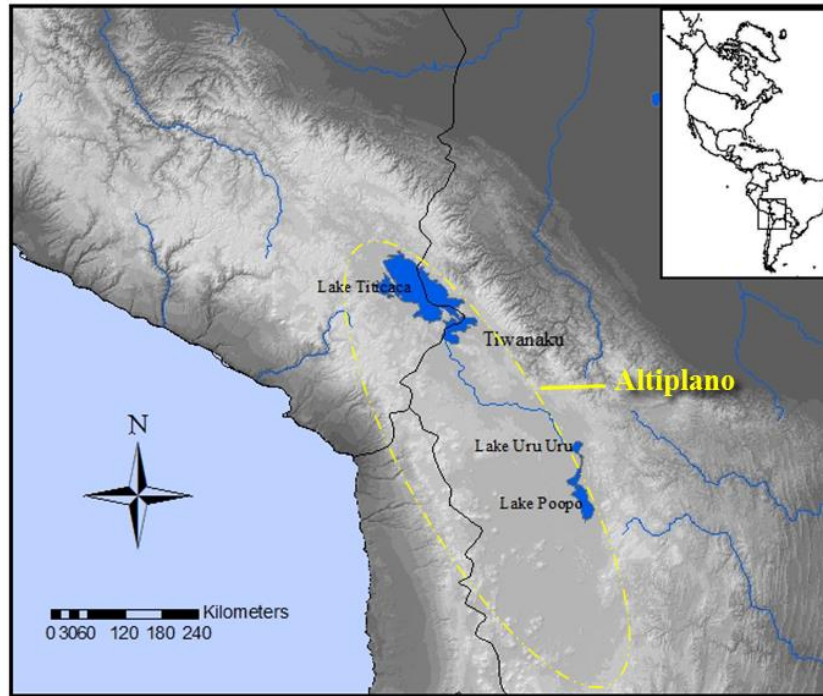 Lake Titicaca
Tiwanaku
Altiplano
Lake Uru Uru
Lake Poopo
N
Kilometers
0 30 60 120 180 240